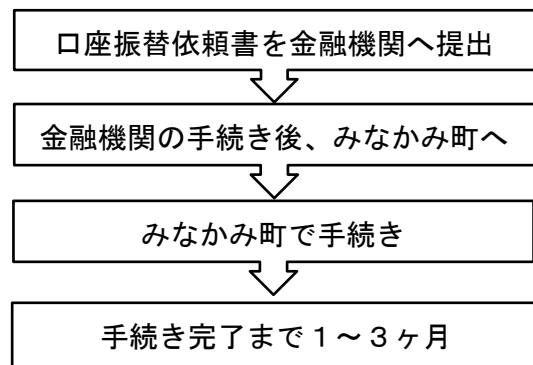 口座振替依頼書を金融機関へ提出
金融機関の手続き後、みなかみ町へ
みなかみ町で手続き
手続き完了まで１～３ヶ月